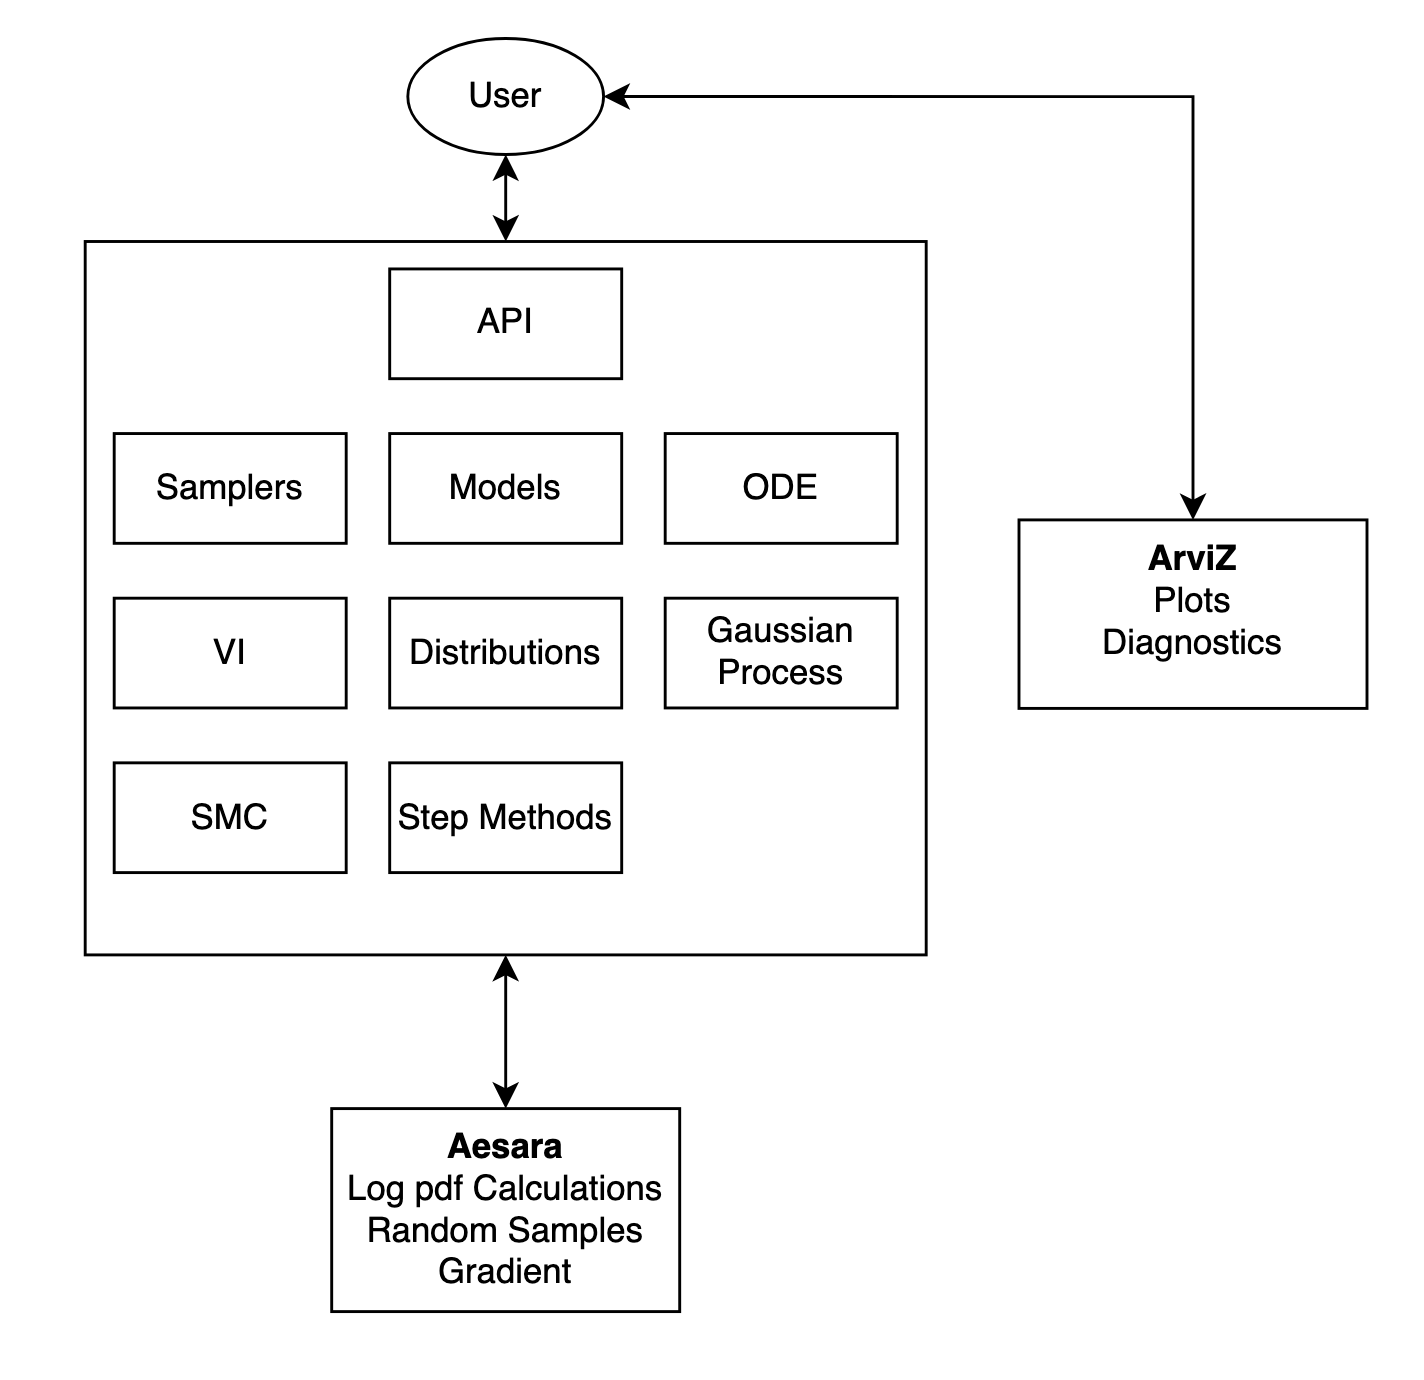 User
API
Samplers
Models
ODE
VI
Distributions
Gaussian
Process
SMC
Step Methods
ArviZ
Plots
Diagnostics
Aesara
Log pdf Calculations
Random Samples
Gradient